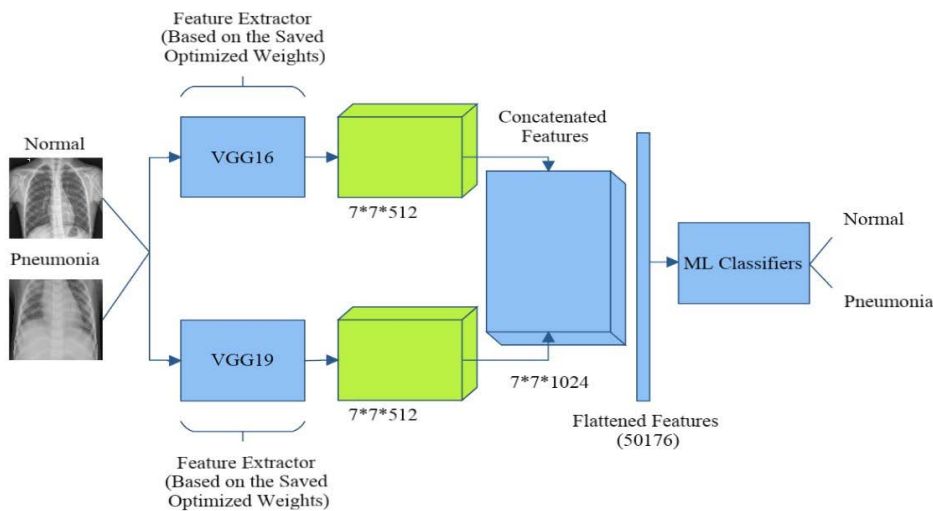 Feature Extractor
(Based on the Saved
Optimized Weights)
Normal
Pneumonia
VGG16
7*7*512
Concatenated
Features
VGG19
7*7*512
7*7*1024
Feature Extractor
(Based on the Saved
Optimized Weights)
Flattened Features
(50176)
ML Classifiers
Normal
Pneumonia